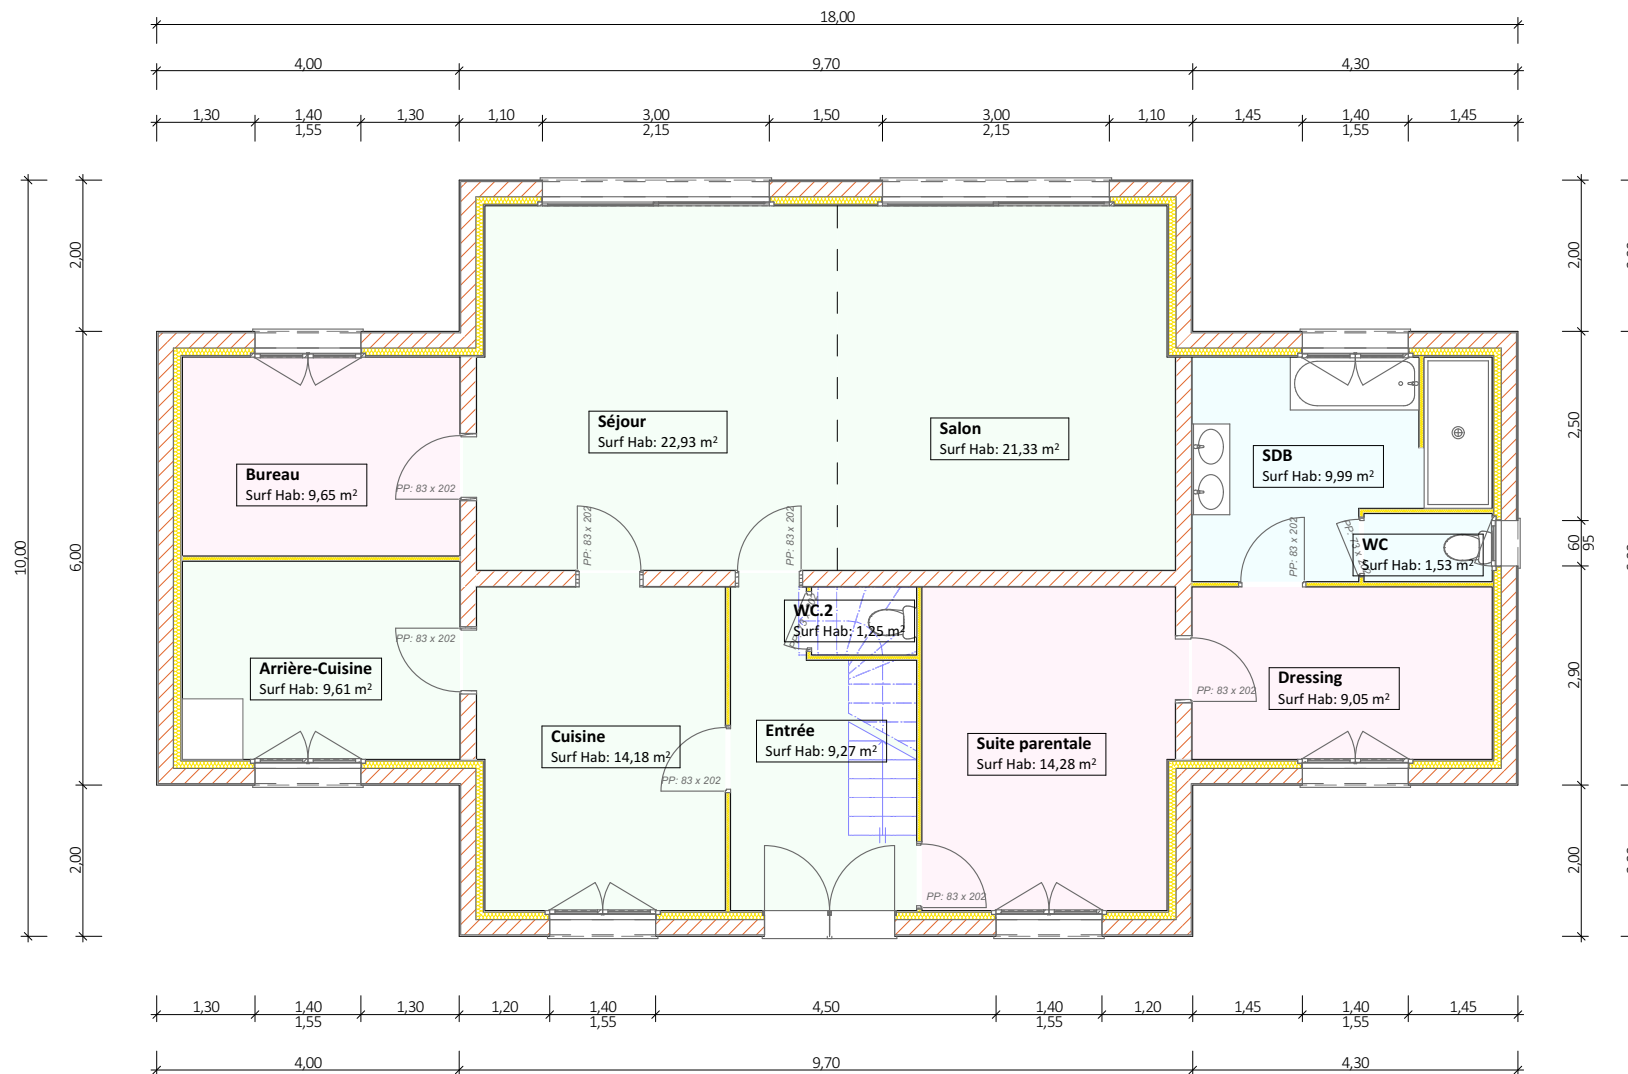 18,00
4,00 9,70 4,30
1,30 1,40 1,30 1,10 3,00 1,50 3,00 1,10 1,45 1,40 1,45
1,55 2,15 2,15 1,55
10,00
2,00
6,00
2,00
2,00
2,50
60
95
2,90
2,00
Séjour
Surf Hab: 22,93 m²
Salon
Surf Hab: 21,33 m²
Bureau
Surf Hab: 9,65 m²
PP: 83 x 202
SDB
Surf Hab: 9,99 m²
PP: 83 x 202
PP: 83 x 202
PP: 83 x 202
WC
Surf Hab: 1,53 m²
WC.2
Surf Hab: 1,25 m²
PP: 83 x 202
Arrière-Cuisine
Surf Hab: 9,61 m²
Dressing
Surf Hab: 9,05 m²
PP: 83 x 202
Cuisine
Surf Hab: 14,18 m²
PP: 83 x 202
Entrée
Surf Hab: 9,27 m²
Suite parentale
Surf Hab: 14,28 m²
PP: 83 x 202
1,30 1,40 1,30 1,20 1,40 4,50 1,40 1,20 1,45 1,40 1,45
1,55 1,55 1,55 1,55
4,00 9,70 4,30